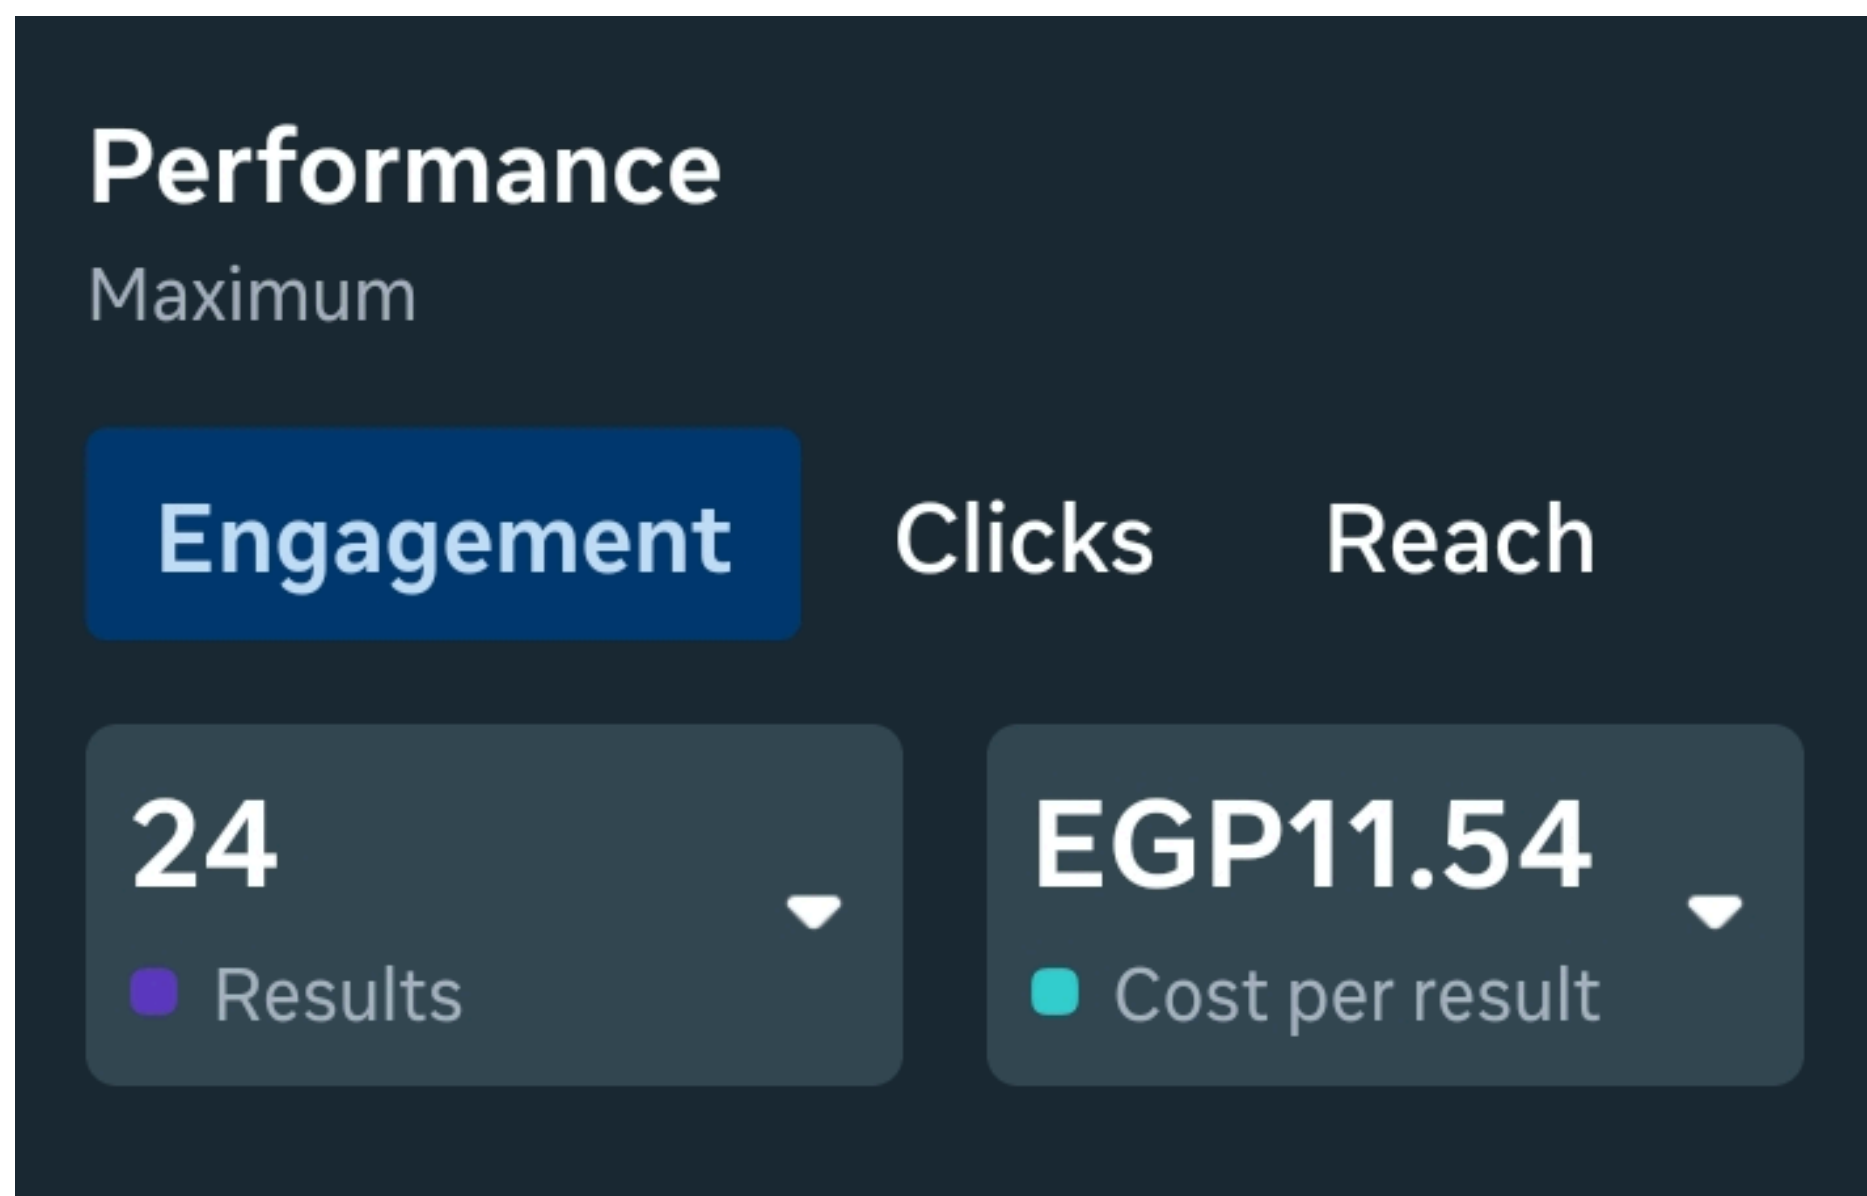 Performance
Maximum
Engagement Clicks Reach
24 EGP11.54
Results Cost per result